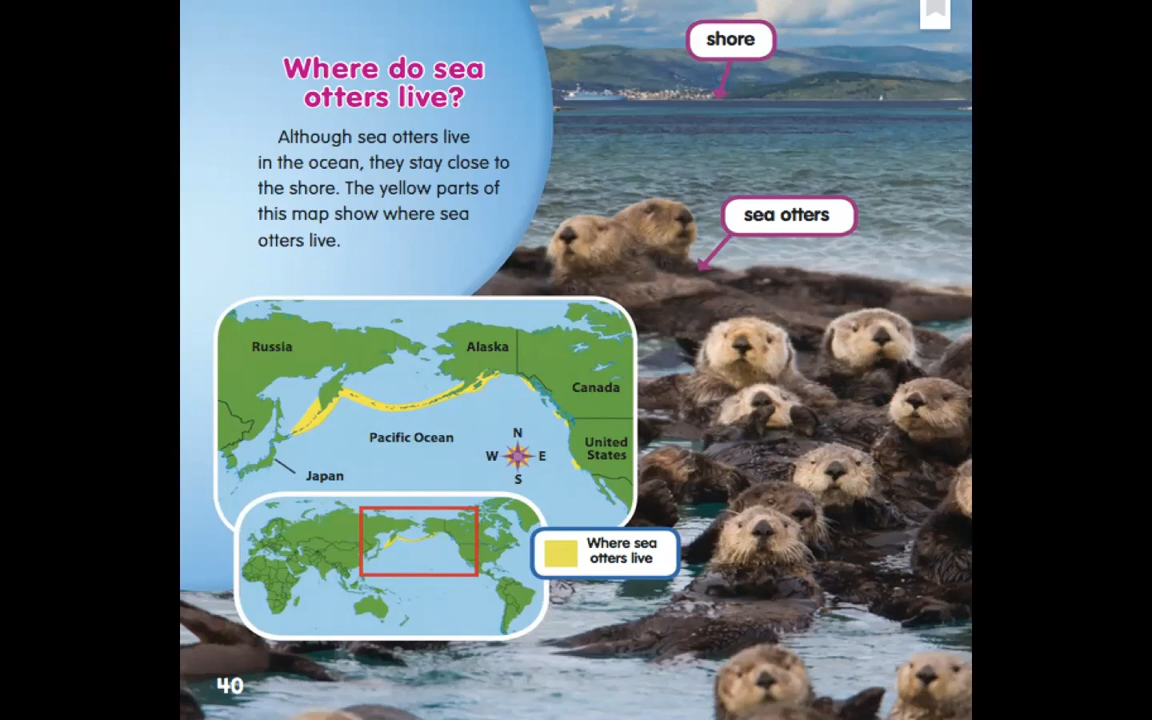 shore
Where do sea
otters live?
Although sea otters live
in the ocean, they stay close to
the shore. The yellow parts of
this map show where sea
otters live.
sea otters
Russia
Alaska
Canada
Pacific Ocean
N
W E
S
United
States
Japan
Where sea
otters live
40